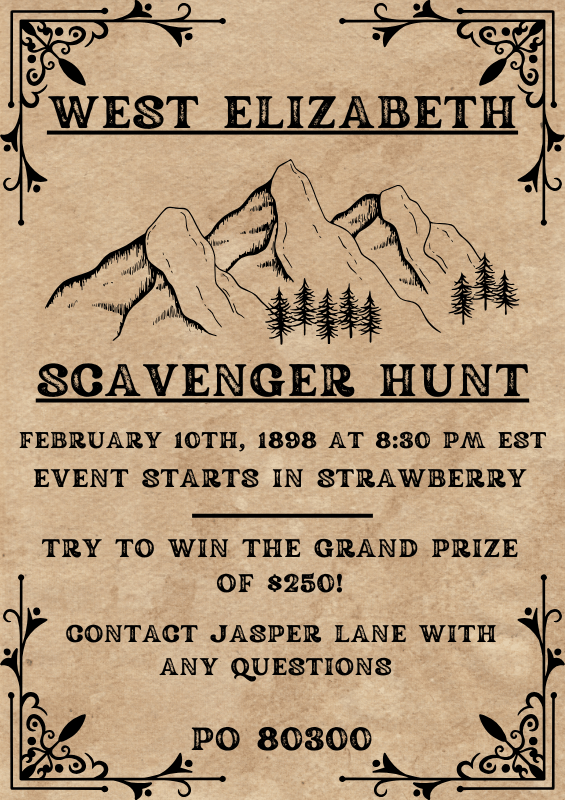 WEST ELIZABETH
SCAVENGER HUNT
FEBRUARY 10TH, 1898 AT 8:30 PM EST
EVENT STARTS IN STRAWBERRY
TRY TO WIN THE GRAND PRIZE
OF $250!
CONTACT JASPER LANE WITH
ANY QUESTIONS
PO 80300